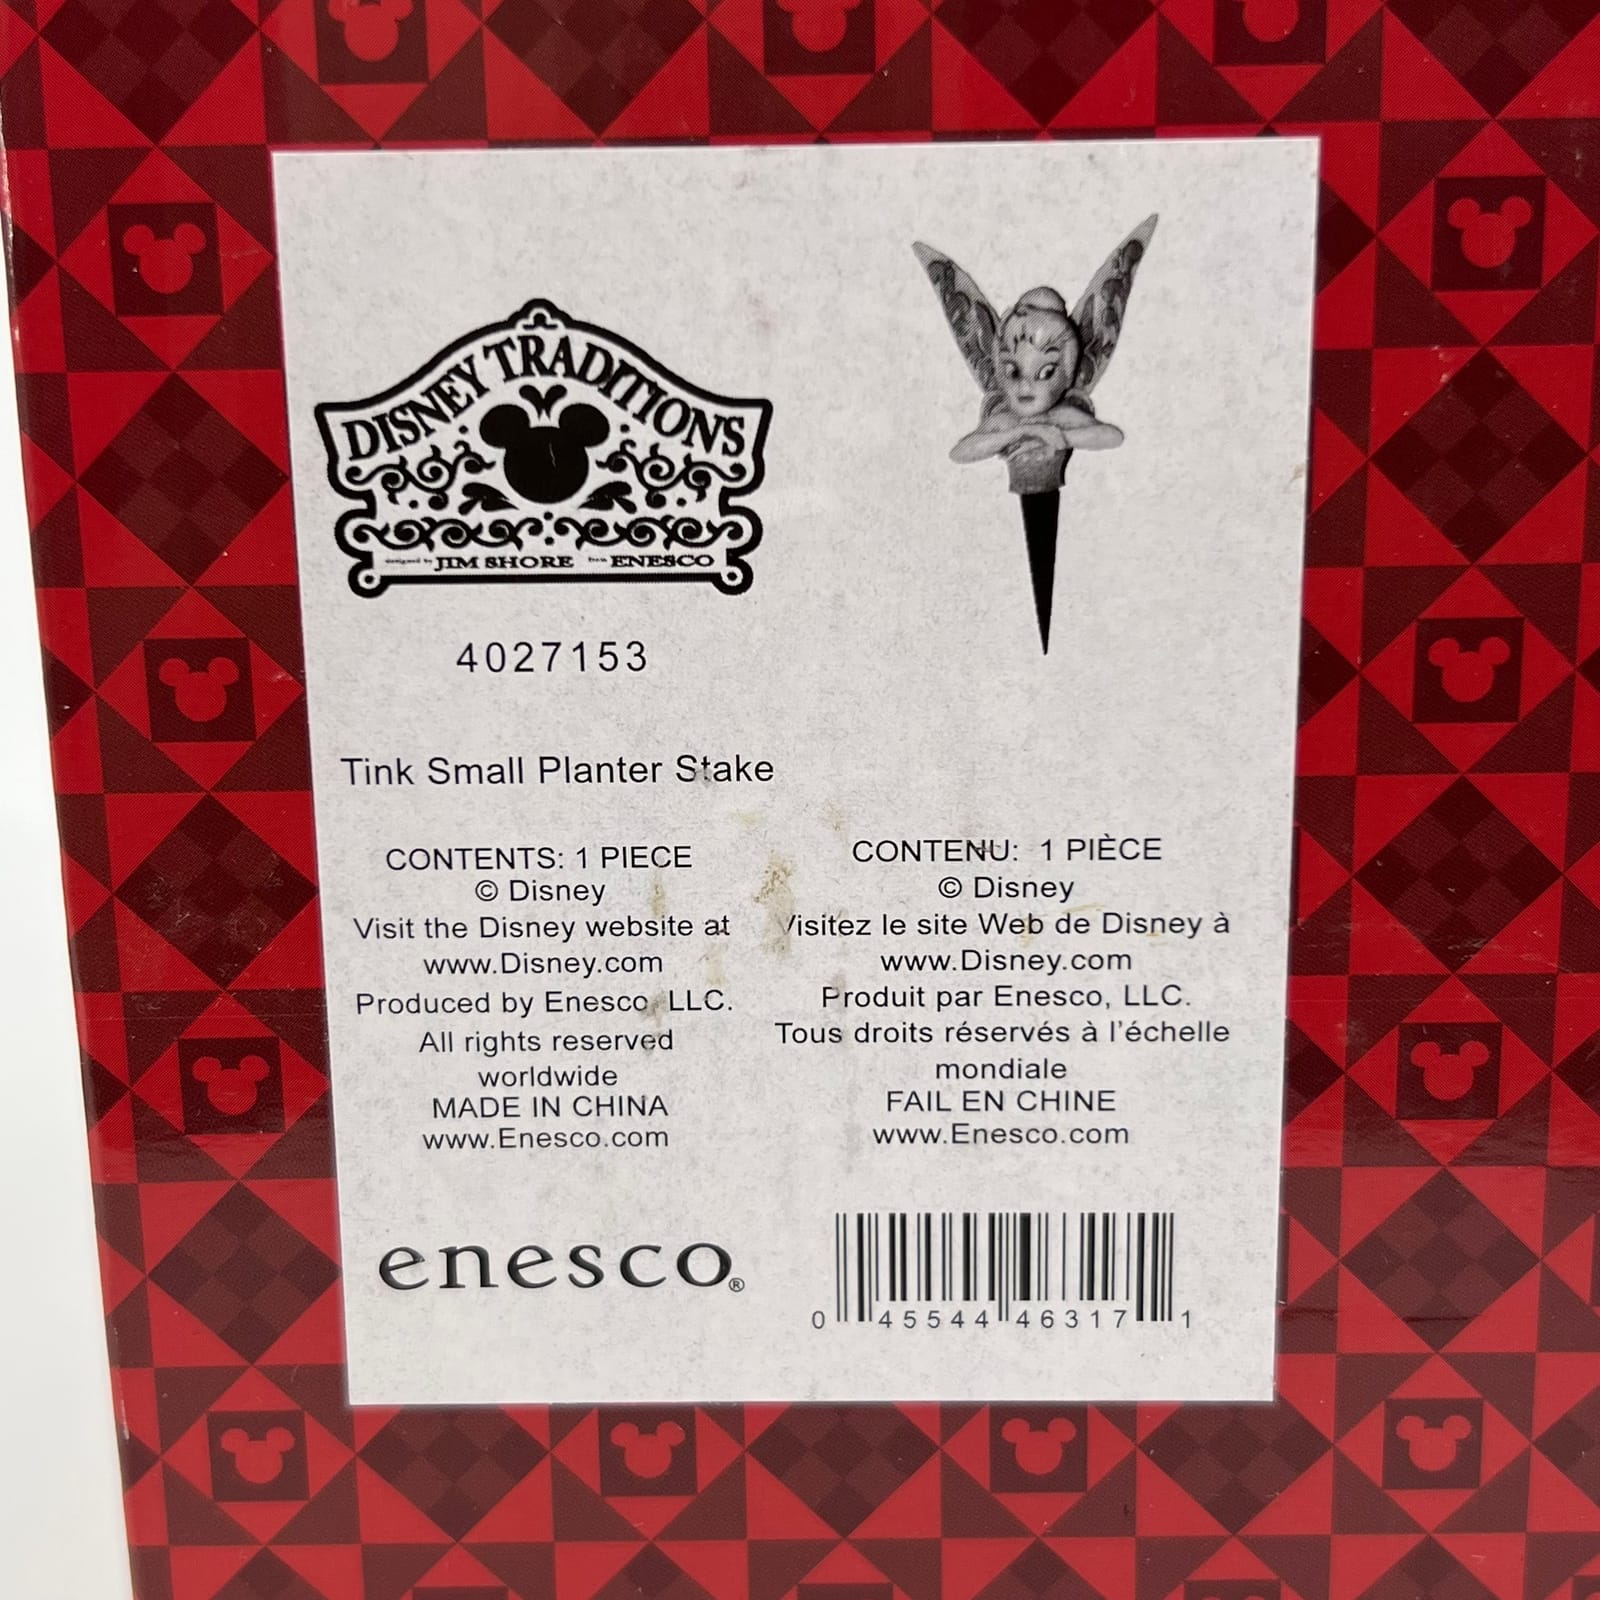 DISNEY TRADITIONS
designed by JIM SHORE from ENESCO
4027153
Tink Small Planter Stake
CONTENTS: 1 PIECE
© Disney
Visit the Disney website at
www.Disney.com
Produced by Enesco, LLC.
All rights reserved
worldwide
MADE IN CHINA
www.Enesco.com
CONTENU: 1 PIÈCE
© Disney
Visitez le site Web de Disney à
www.Disney.com
Produit par Enesco, LLC.
Tous droits réservés à l'échelle
mondiale
FAIL EN CHINE
www.Enesco.com
enesco®
0 45544 46317 1